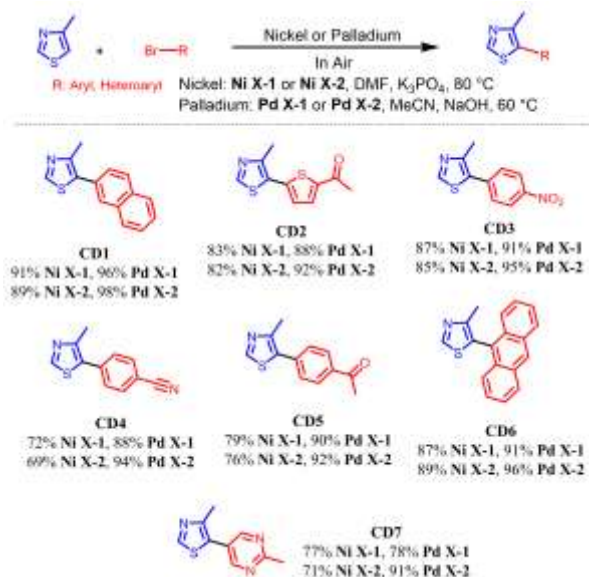 Nickel or Palladium
Br-R
+
In Air
R: Aryl, Heteroaryl
Nickel: Ni X-1 or Ni X-2, DMF, K₃PO₄, 80 °C
Palladium: Pd X-1 or Pd X-2, MeCN, NaOH, 60 °C
CD1
91% Ni X-1, 96% Pd X-1
89% Ni X-2, 98% Pd X-2
CD2
83% Ni X-1, 88% Pd X-1
82% Ni X-2, 92% Pd X-2
NO₂
CD3
87% Ni X-1, 91% Pd X-1
85% Ni X-2, 95% Pd X-2
CD4
72% Ni X-1, 88% Pd X-1
69% Ni X-2, 94% Pd X-2
CD5
79% Ni X-1, 90% Pd X-1
76% Ni X-2, 92% Pd X-2
CD6
87% Ni X-1, 91% Pd X-1
89% Ni X-2, 96% Pd X-2
CD7
77% Ni X-1, 78% Pd X-1
71% Ni X-2, 91% Pd X-2